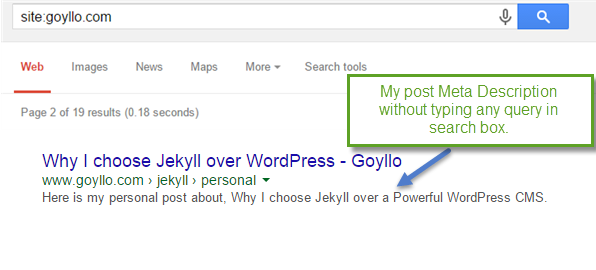 site:goyllo.com
Web Images News Maps More Search tools
Page 2 of 19 results (0.18 seconds)
My post Meta Description
without typing any query in
search box.
Why I choose Jekyll over WordPress - Goyllo
www.goyllo.com › jekyll › personal
Here is my personal post about, Why I choose Jekyll over a Powerful WordPress CMS.